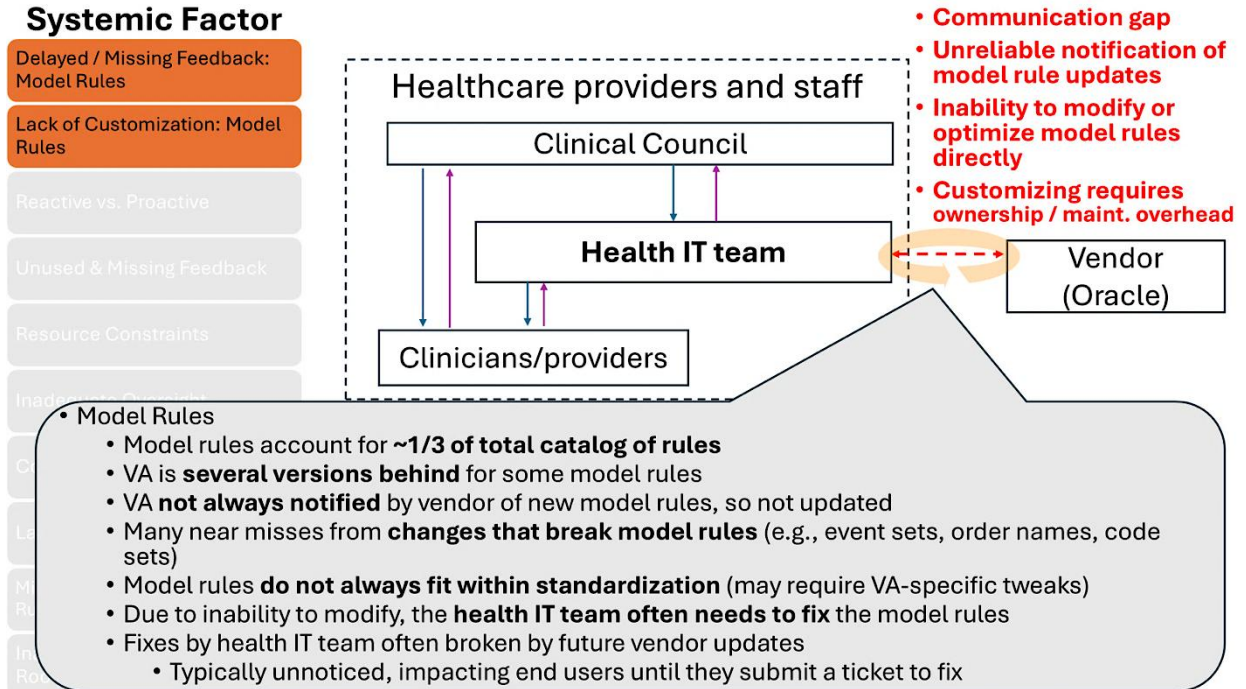 Systemic Factor
Delayed / Missing Feedback:
Model Rules
Lack of Customization: Model
Rules
Reactive vs. Proactive
Unused & Missing Feedback
Resource Constraints
Healthcare providers and staff
Clinical Council
Health IT team
Clinicians/providers
• Communication gap
• Unreliable notification of
model rule updates
• Inability to modify or
optimize model rules
directly
• Customizing requires
ownership / maint. overhead
Vendor
(Oracle)
• Model Rules
• Model rules account for ~1/3 of total catalog of rules
• VA is several versions behind for some model rules
• VA not always notified by vendor of new model rules, so not updated
• Many near misses from changes that break model rules (e.g., event sets, order names, code
sets)
• Model rules do not always fit within standardization (may require VA-specific tweaks)
• Due to inability to modify, the health IT team often needs to fix the model rules
• Fixes by health IT team often broken by future vendor updates
• Typically unnoticed, impacting end users until they submit a ticket to fix